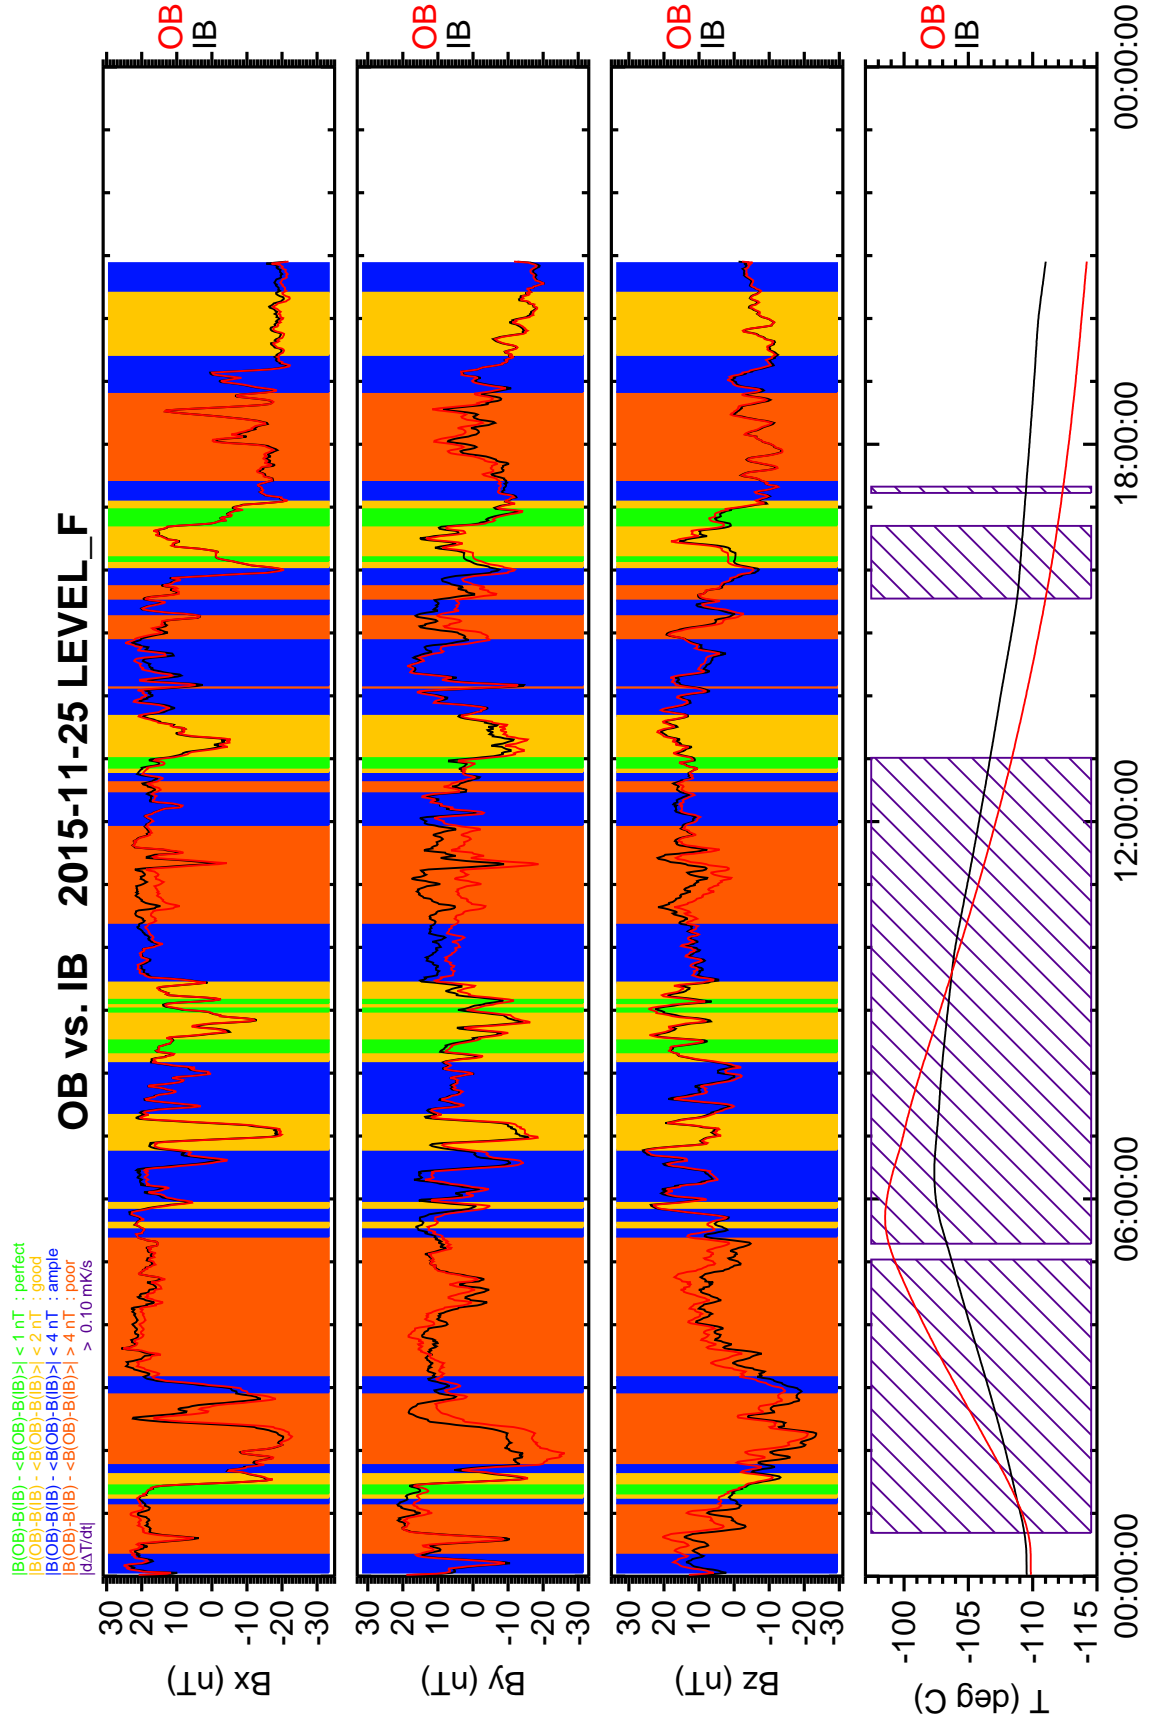 OB vs. IB 2015-11-25 LEVEL_F
|B(OB)-B(IB) - <B(OB)-B(IB)>| < 1 nT : perfect
|B(OB)-B(IB) - <B(OB)-B(IB)>| < 2 nT : good
|B(OB)-B(IB) - <B(OB)-B(IB)>| < 4 nT : ample
|B(OB)-B(IB) - <B(OB)-B(IB)>| > 4 nT : poor
|dΔT/dt| > 0.10 mK/s
Bx (nT)
30
20
10
0
-10
-20
-30
OB
IB
By (nT)
30
20
10
0
-10
-20
-30
OB
IB
Bz (nT)
30
20
10
0
-10
-20
-30
OB
IB
T (deg C)
-100
-105
-110
-115
OB
IB
00:00:00
06:00:00
12:00:00
18:00:00
00:00:00